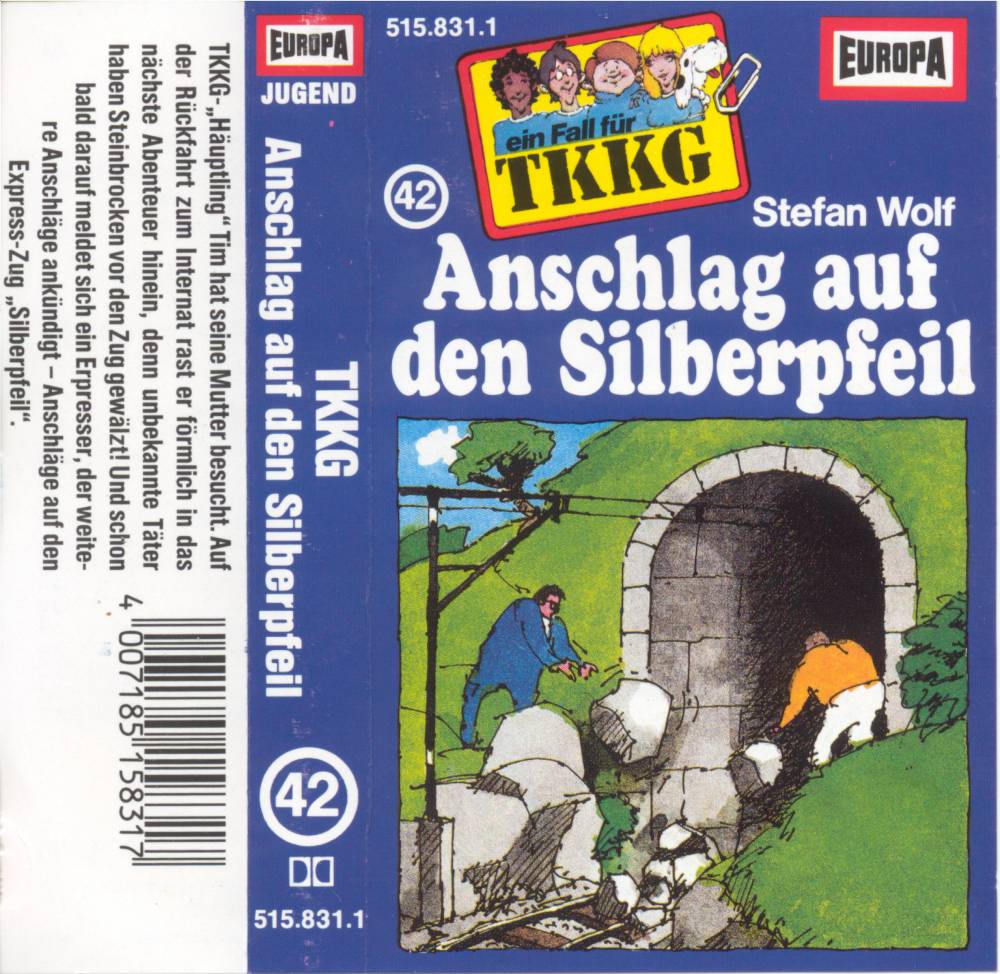 TKKG-„Häuptling“ Tim hat seine Mutter besucht. Auf
der Rückfahrt zum Internat rast er förmlich in das
nächste Abenteuer hinein, denn unbekannte Täter
haben Steinbrocken vor den Zug gewälzt! Und schon
bald darauf meldet sich ein Erpresser, der weite-
re Anschläge ankündigt – Anschläge auf den
Express-Zug „Silberpfeil“.
4 007185 158317
EUROPA
JUGEND
TKKG
Anschlag auf den Silberpfeil
42
515.831.1
515.831.1
ein Fall für
TKKG
K
EUROPA
42
Stefan Wolf
Anschlag auf
den Silberpfeil